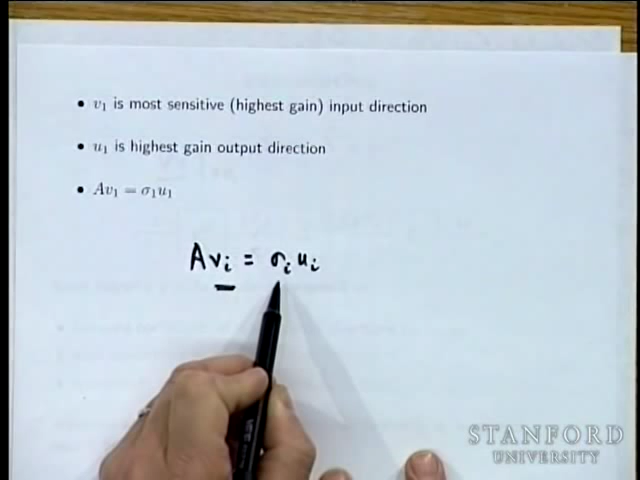 • v₁ is most sensitive (highest gain) input direction
• u₁ is highest gain output direction
• Av₁ = σ₁u₁
Avᵢ = σᵢuᵢ
STANFORD
UNIVERSITY